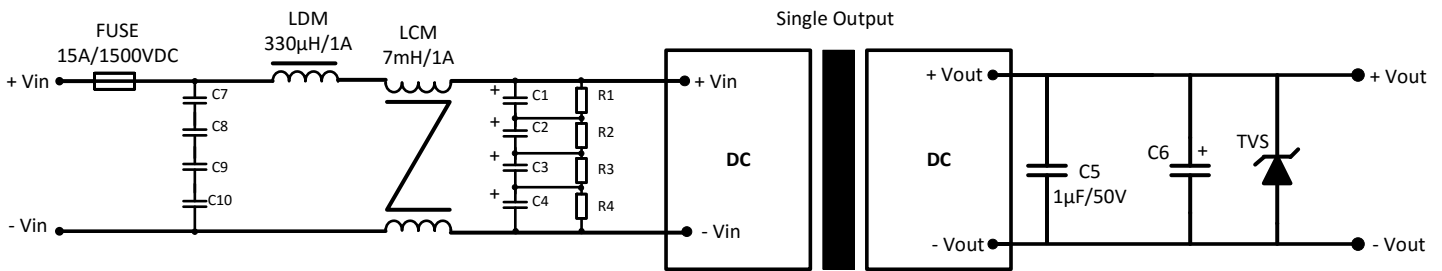 Single Output
FUSE
15A/1500VDC
LDM
330µH/1A
LCM
7mH/1A
+ Vin
C7
C8
C9
C10
- Vin
+
C1
R1
+
C2
R2
+
C3
R3
+
C4
R4
+ Vin
DC
- Vin
+ Vout
DC
- Vout
C5
1µF/50V
C6
+
TVS
+ Vout
- Vout